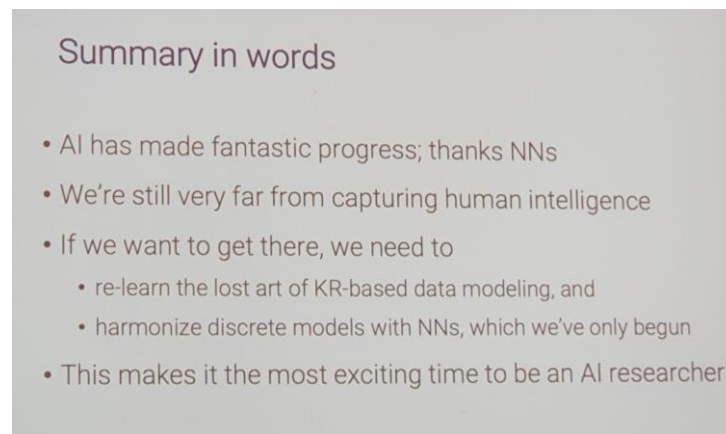 Summary in words
• AI has made fantastic progress; thanks NNs
• We're still very far from capturing human intelligence
• If we want to get there, we need to
• re-learn the lost art of KR-based data modeling, and
• harmonize discrete models with NNs, which we've only begun
• This makes it the most exciting time to be an AI researcher